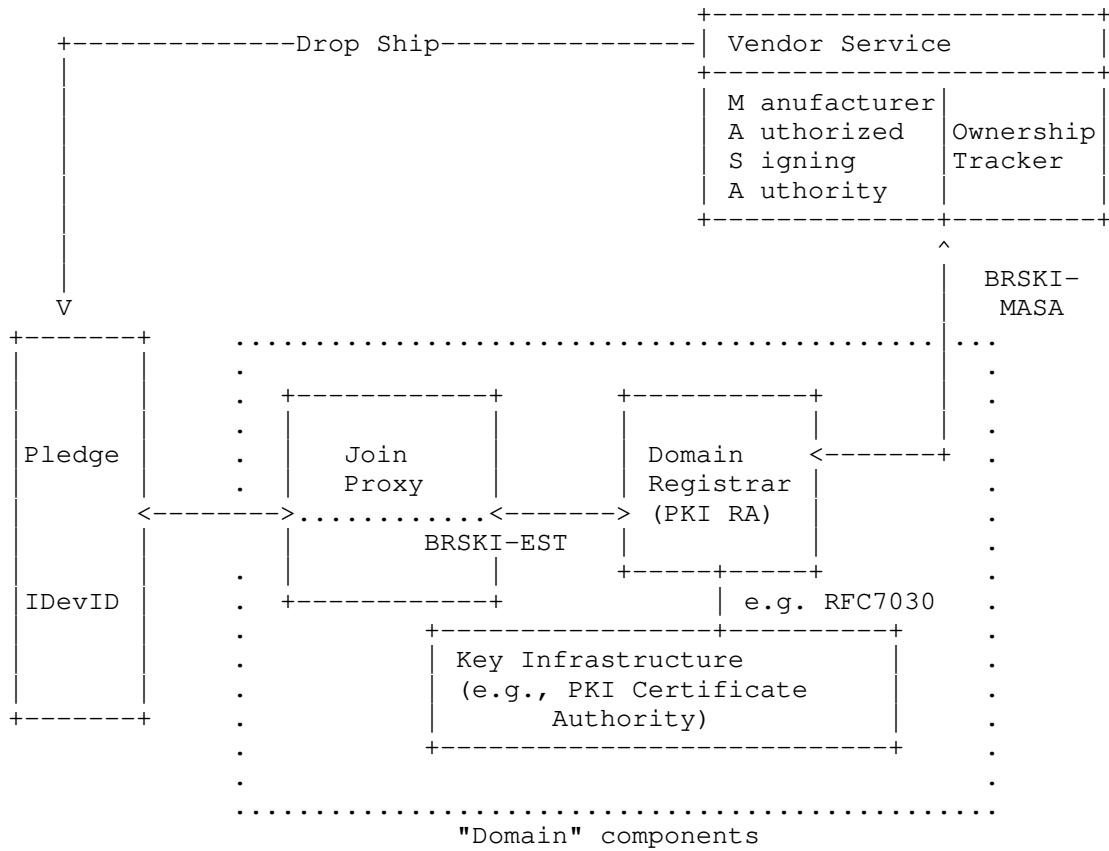 Drop Ship
Vendor Service
M anufacturer
A uthorized
Ownership
S igning
Tracker
A uthority
BRSKI-
V
MASA
Pledge
Join
Domain
Proxy
Registrar
(PKI RA)
BRSKI-EST
IDevID
e.g. RFC7030
Key Infrastructure
(e.g., PKI Certificate
Authority)
"Domain" components